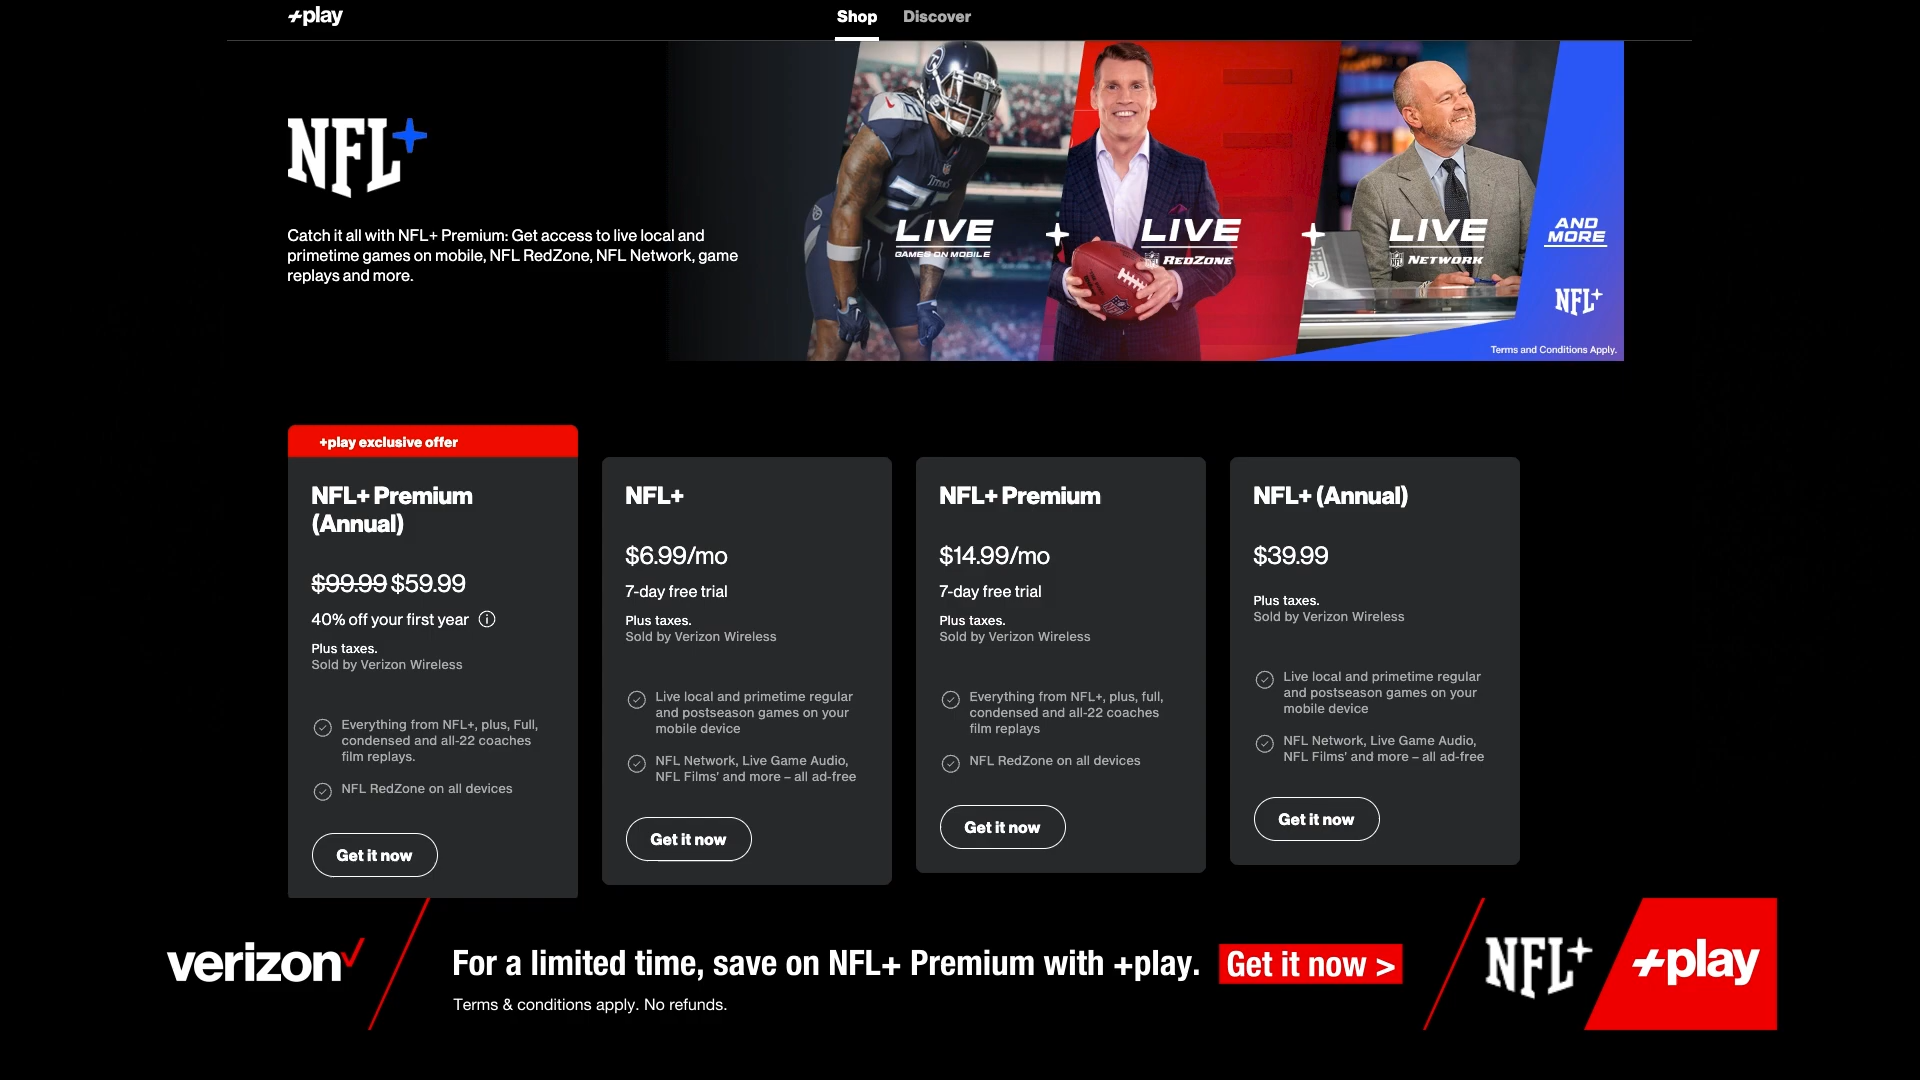 +play
Shop
Discover
NFL+
Catch it all with NFL+ Premium: Get access to live local and
primetime games on mobile, NFL RedZone, NFL Network, game
replays and more.
Titans
LIVE
GAMES ON MOBILE
+
LIVE
NFL REDZONE
+
LIVE
NFL NETWORK
AND
MORE
NFL+
Terms and Conditions Apply.
+play exclusive offer
NFL+ Premium
(Annual)
$99.99 $59.99
40% off your first year
Plus taxes.
Sold by Verizon Wireless
Everything from NFL+, plus, Full,
condensed and all-22 coaches
film replays.
NFL RedZone on all devices
Get it now
NFL+
$6.99/mo
7-day free trial
Plus taxes.
Sold by Verizon Wireless
Live local and primetime regular
and postseason games on your
mobile device
NFL Network, Live Game Audio,
NFL Films' and more – all ad-free
Get it now
NFL+ Premium
$14.99/mo
7-day free trial
Plus taxes.
Sold by Verizon Wireless
Everything from NFL+, plus, full,
condensed and all-22 coaches
film replays
NFL RedZone on all devices
Get it now
NFL+ (Annual)
$39.99
Plus taxes.
Sold by Verizon Wireless
Live local and primetime regular
and postseason games on your
mobile device
NFL Network, Live Game Audio,
NFL Films' and more – all ad-free
Get it now
verizon
For a limited time, save on NFL+ Premium with +play.
Get it now >
Terms & conditions apply. No refunds.
NFL+
+play